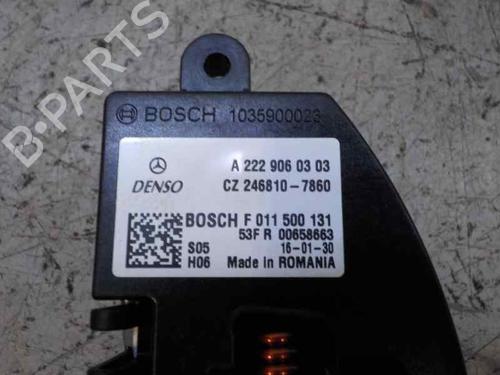 B-PARTS
BOSCH 1035900023
A 222 906 03 03
DENSO CZ 246810-7860
BOSCH F 011 500 131
53F R 00658663
S05 16-01-30
H06 Made in ROMANIA